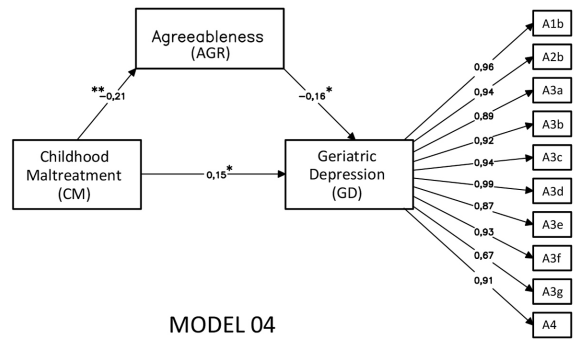 Agreeableness
(AGR)
**-0,21
-0,16*
Childhood
Maltreatment
(CM)
0,15*
Geriatric
Depression
(GD)
0,96
0,94
0,89
0,92
0,94
0,99
0,87
0,93
0,67
0,91
A1b
A2b
A3a
A3b
A3c
A3d
A3e
A3f
A3g
A4
MODEL 04